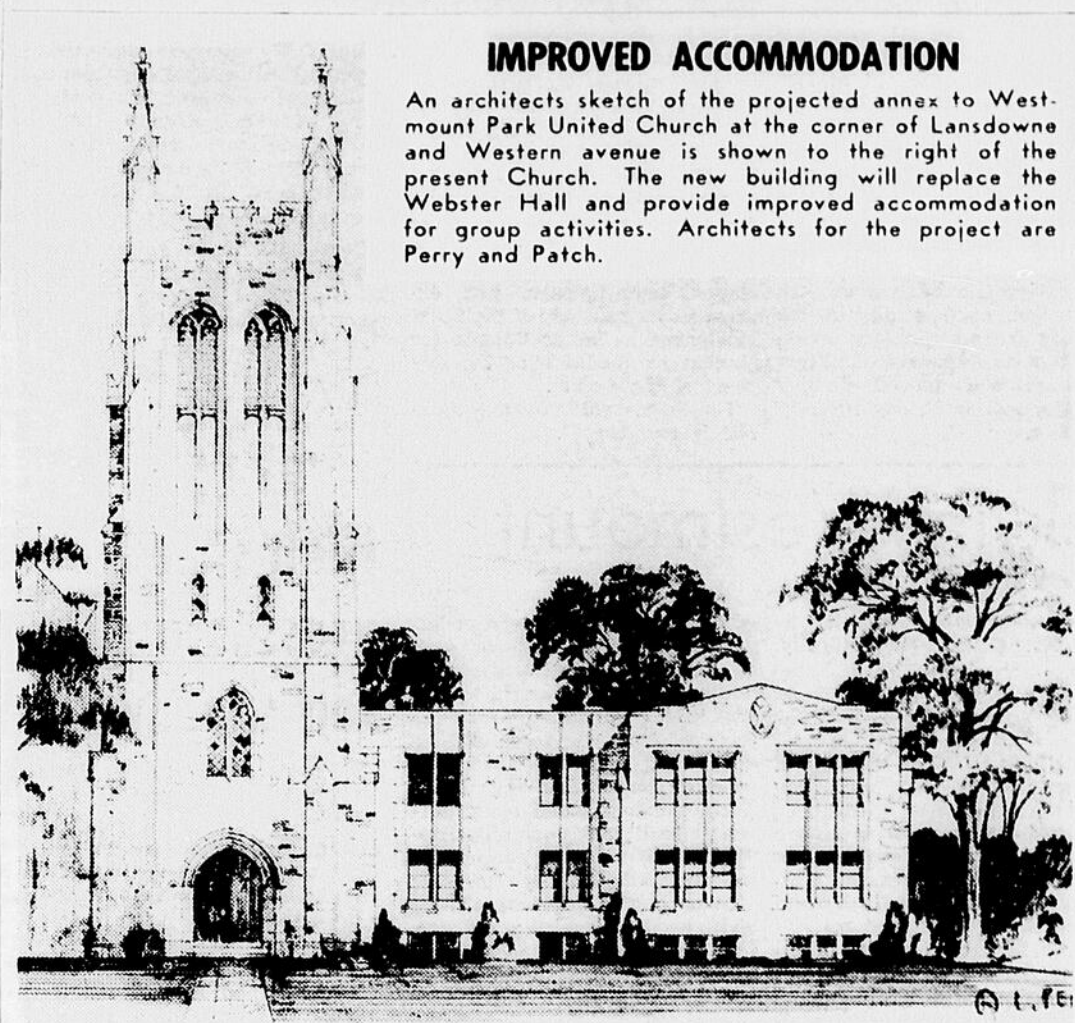 IMPROVED ACCOMMODATION
An architects sketch of the projected annex to West-
mount Park United Church at the corner of Lansdowne
and Western avenue is shown to the right of the
present Church. The new building will replace the
Webster Hall and provide improved accommodation
for group activities. Architects for the project are
Perry and Patch.